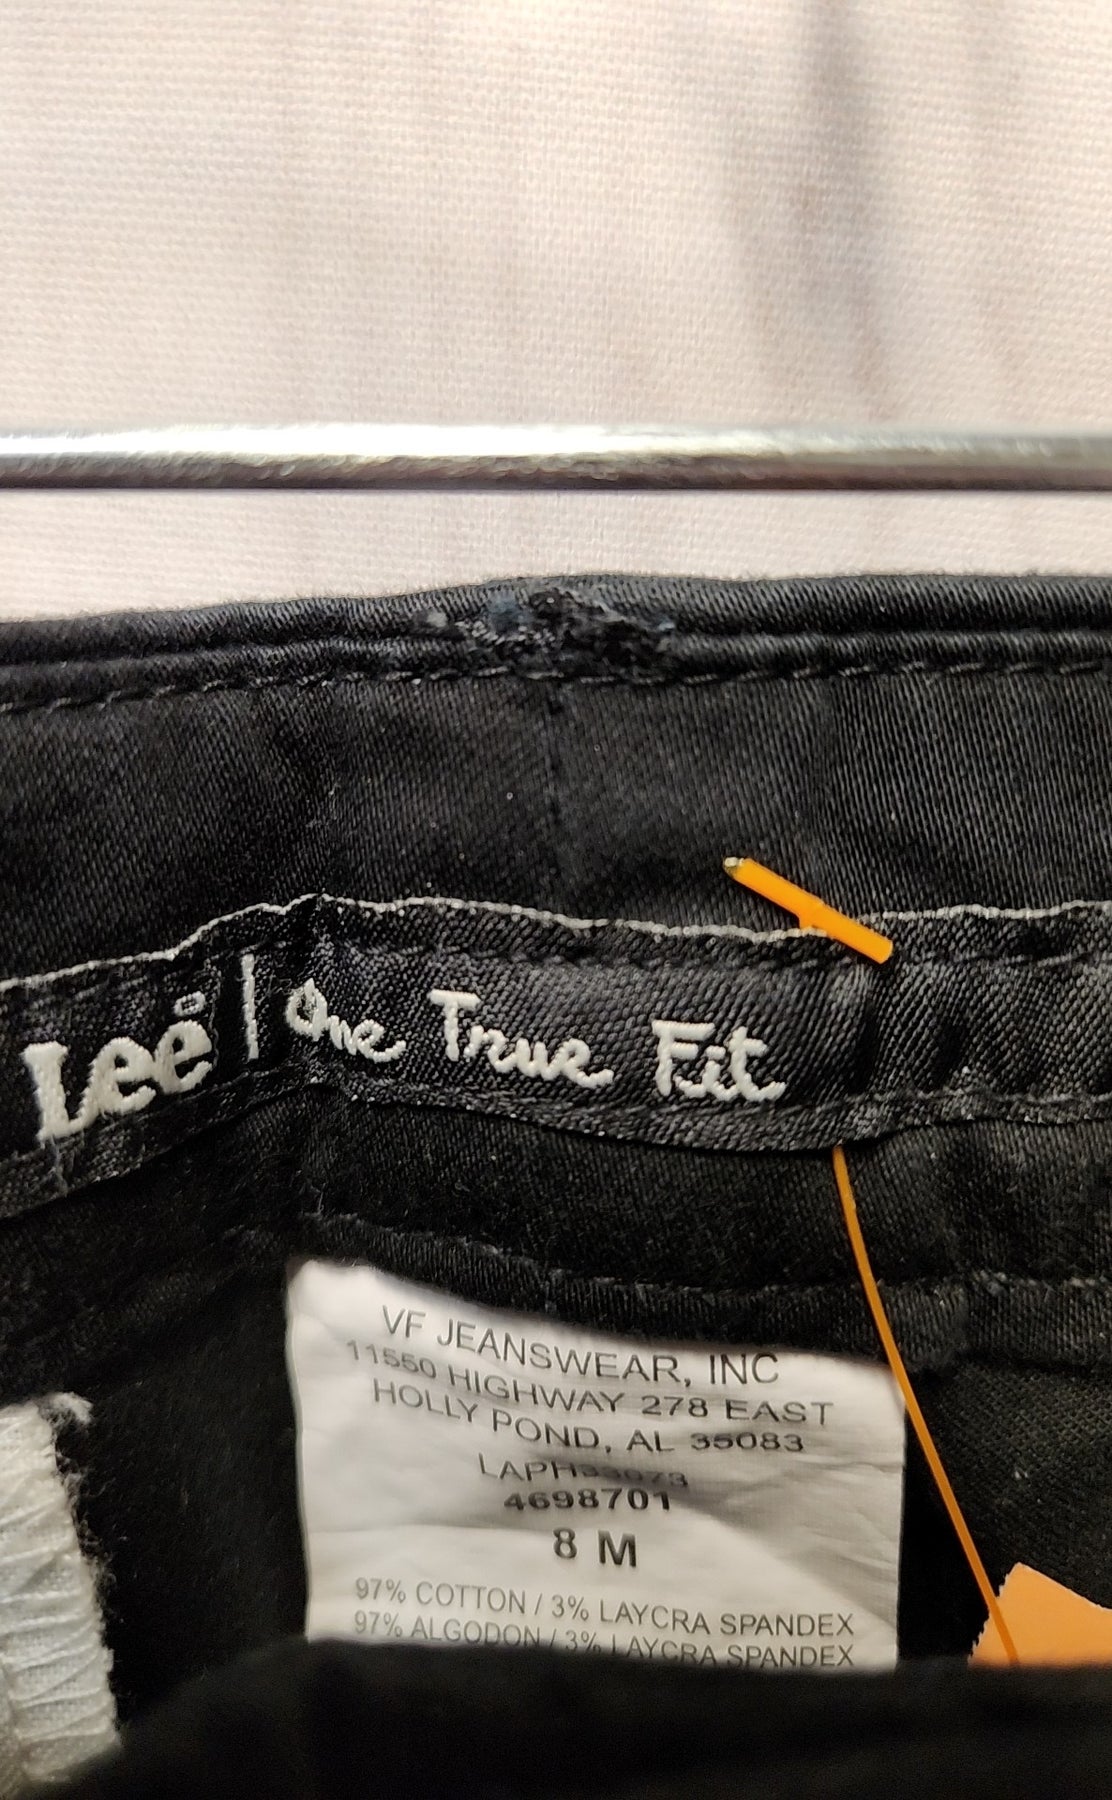 Lee® | One True Fit
VF JEANSWEAR, INC
11550 HIGHWAY 278 EAST
HOLLY POND, AL 35083
4698701
8 M
97% COTTON / 3% LAYCRA SPANDEX
97% ALGODON / 3% LAYCRA SPANDEX